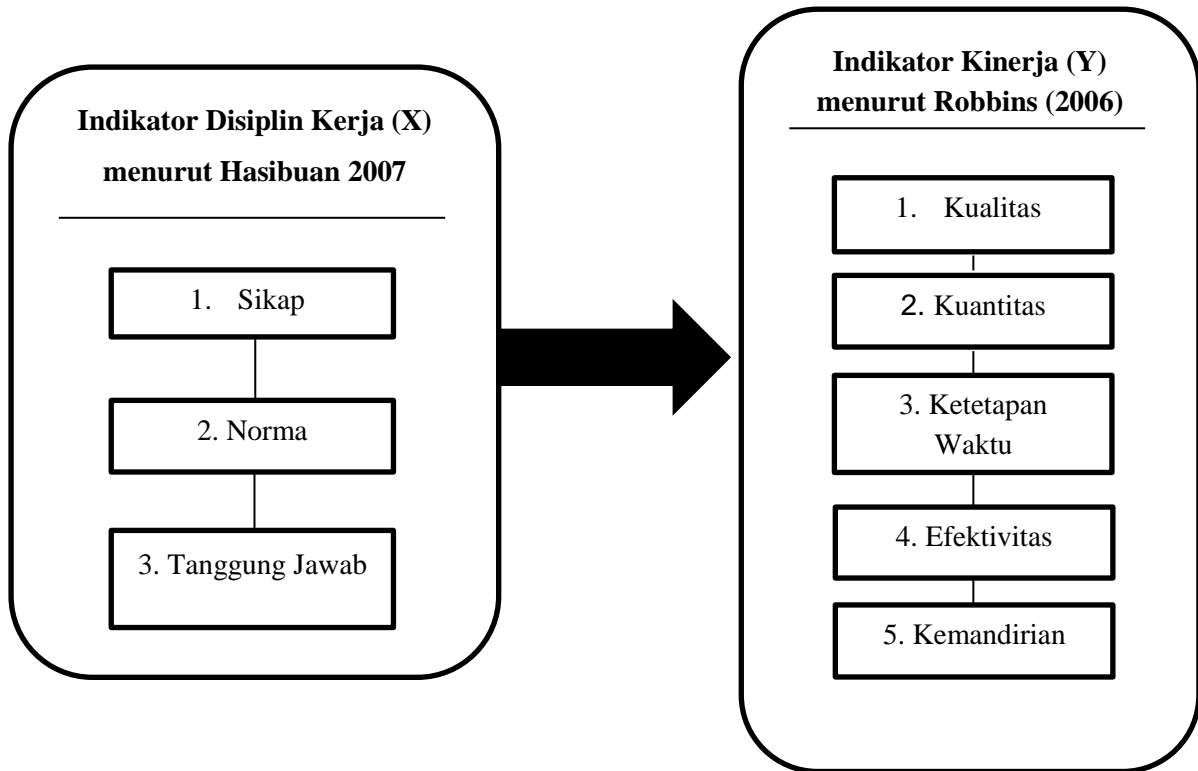 Indikator Disiplin Kerja (X)
menurut Hasibuan 2007
1. Sikap
2. Norma
3. Tanggung Jawab
Indikator Kinerja (Y)
menurut Robbins (2006)
1. Kualitas
2. Kuantitas
3. Ketetapan
Waktu
4. Efektivitas
5. Kemandirian